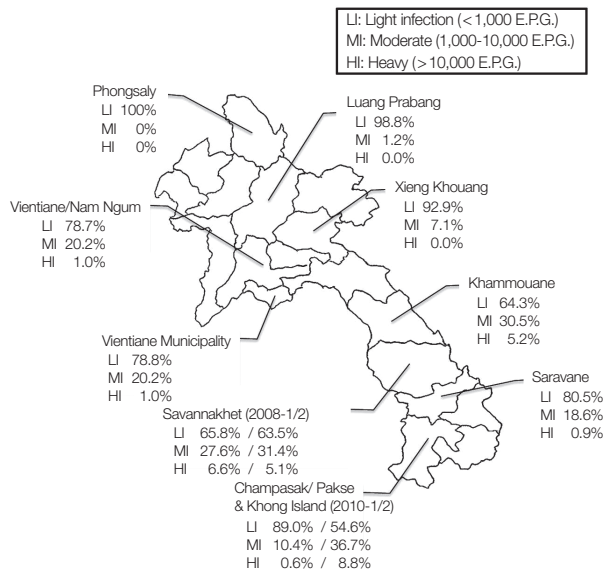 LI: Light infection (< 1,000 E.P.G.)
MI: Moderate (1,000-10,000 E.P.G.)
HI: Heavy (> 10,000 E.P.G.)
Phongsaly
LI 100%
MI 0%
HI 0%
Luang Prabang
LI 98.8%
MI 1.2%
HI 0.0%
Xieng Khouang
LI 92.9%
MI 7.1%
HI 0.0%
Vientiane/Nam Ngum
LI 78.7%
MI 20.2%
HI 1.0%
Khammouane
LI 64.3%
MI 30.5%
HI 5.2%
Vientiane Municipality
LI 78.8%
MI 20.2%
HI 1.0%
Saravane
LI 80.5%
MI 18.6%
HI 0.9%
Savannakhet (2008-1/2)
LI 65.8% / 63.5%
MI 27.6% / 31.4%
HI 6.6% / 5.1%
Champasak/ Pakse
& Khong Island (2010-1/2)
LI 89.0% / 54.6%
MI 10.4% / 36.7%
HI 0.6% / 8.8%